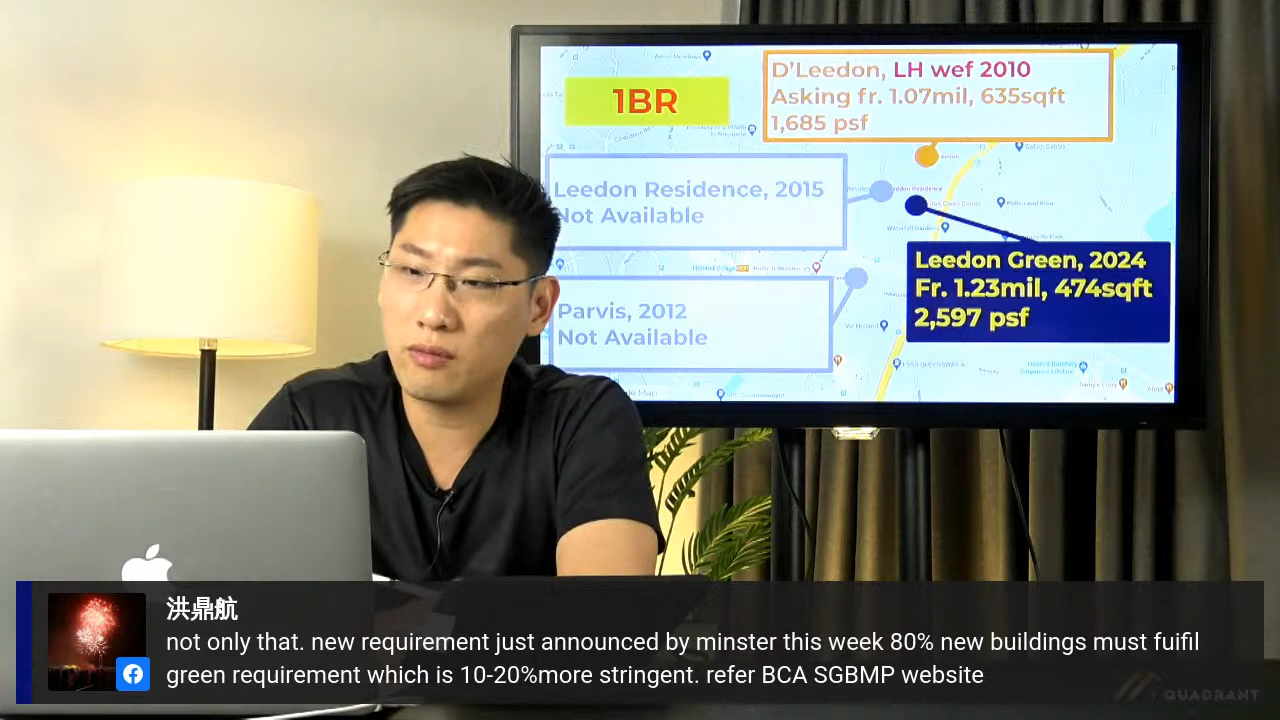 1BR
D'Leedon, LH wef 2010
Asking fr. 1.07mil, 635sqft
1,685 psf
Leedon Residence, 2015
Not Available
Leedon Green, 2024
Fr. 1.23mil, 474sqft
2,597 psf
Parvis, 2012
Not Available
洪鼎航
not only that. new requirement just announced by minster this week 80% new buildings must fuifil
green requirement which is 10-20%more stringent. refer BCA SGBMP website
QUADRANT